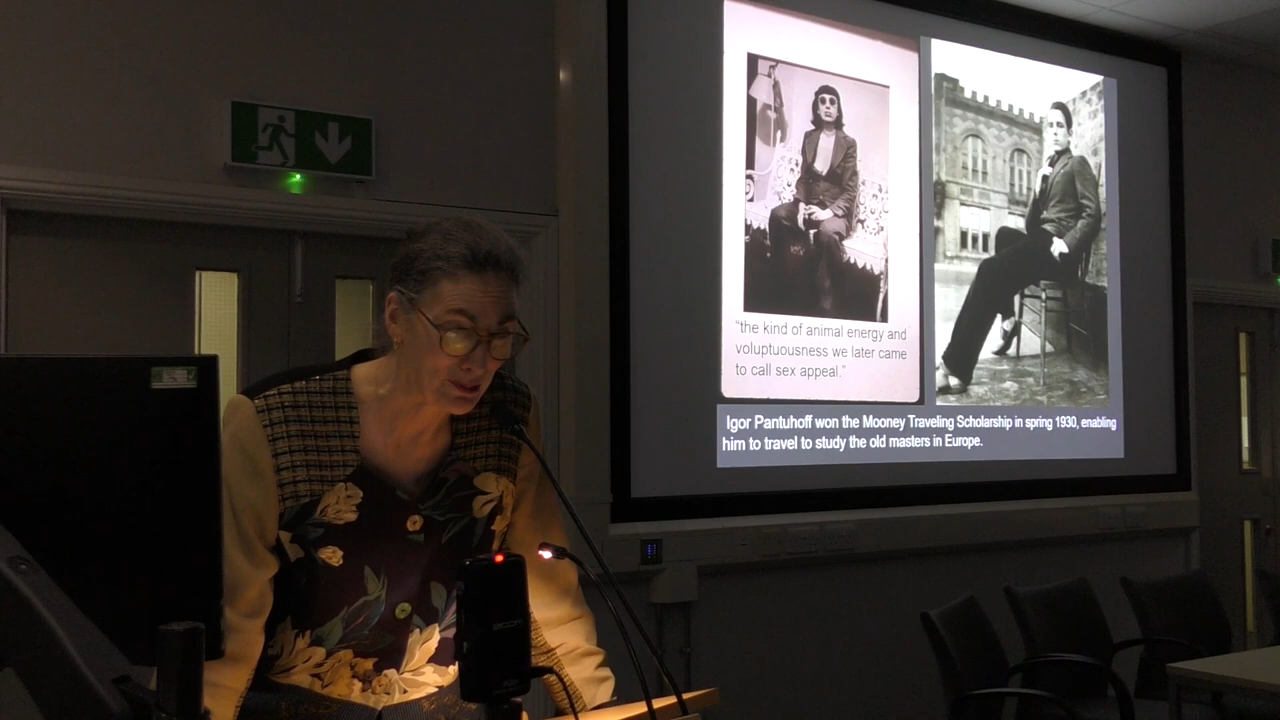 "the kind of animal energy and
voluptuousness we later came
to call sex appeal."
Igor Pantuhoff won the Mooney Traveling Scholarship in spring 1930, enabling
him to travel to study the old masters in Europe.
zoom